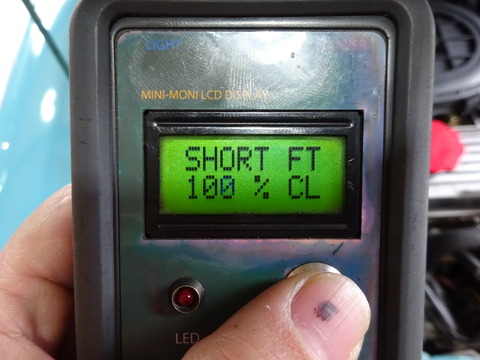 LIGHT
MINI-MONI LCD DISPLAY
SHORT FT
100 % CL
LED